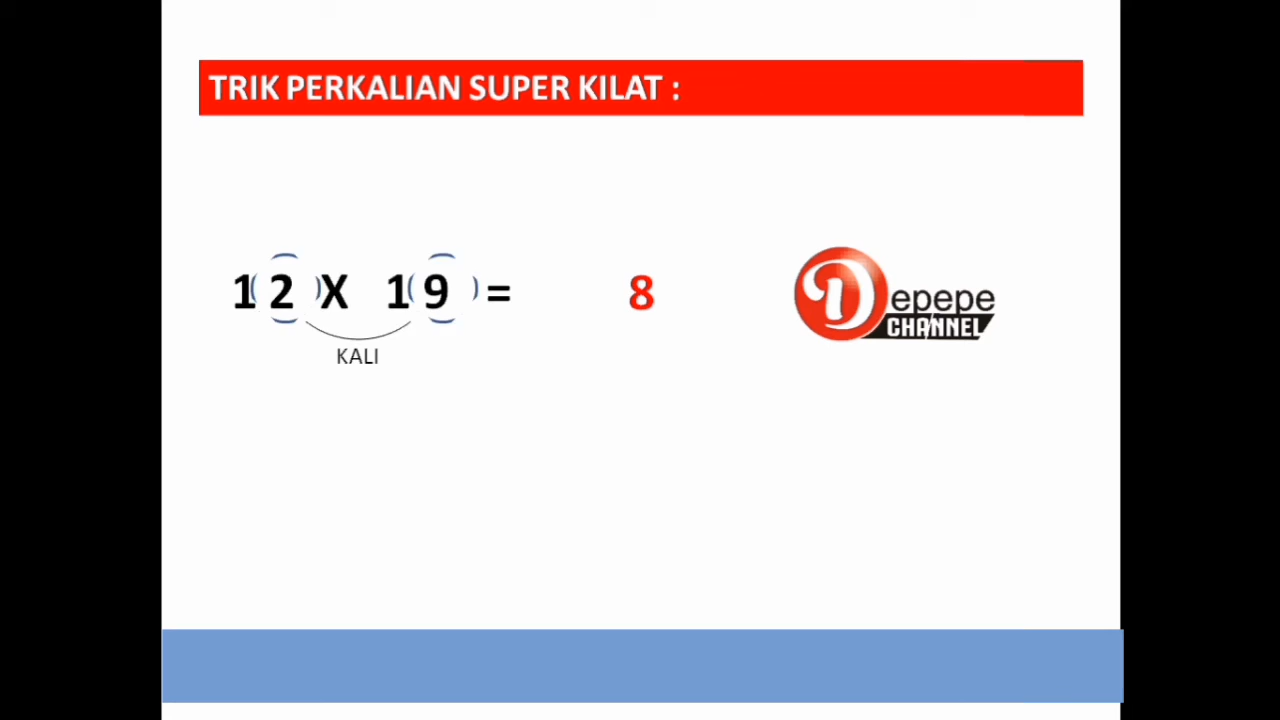 TRIK PERKALIAN SUPER KILAT :
12 X 19 = 8
KALI
Depepe
CHANNEL